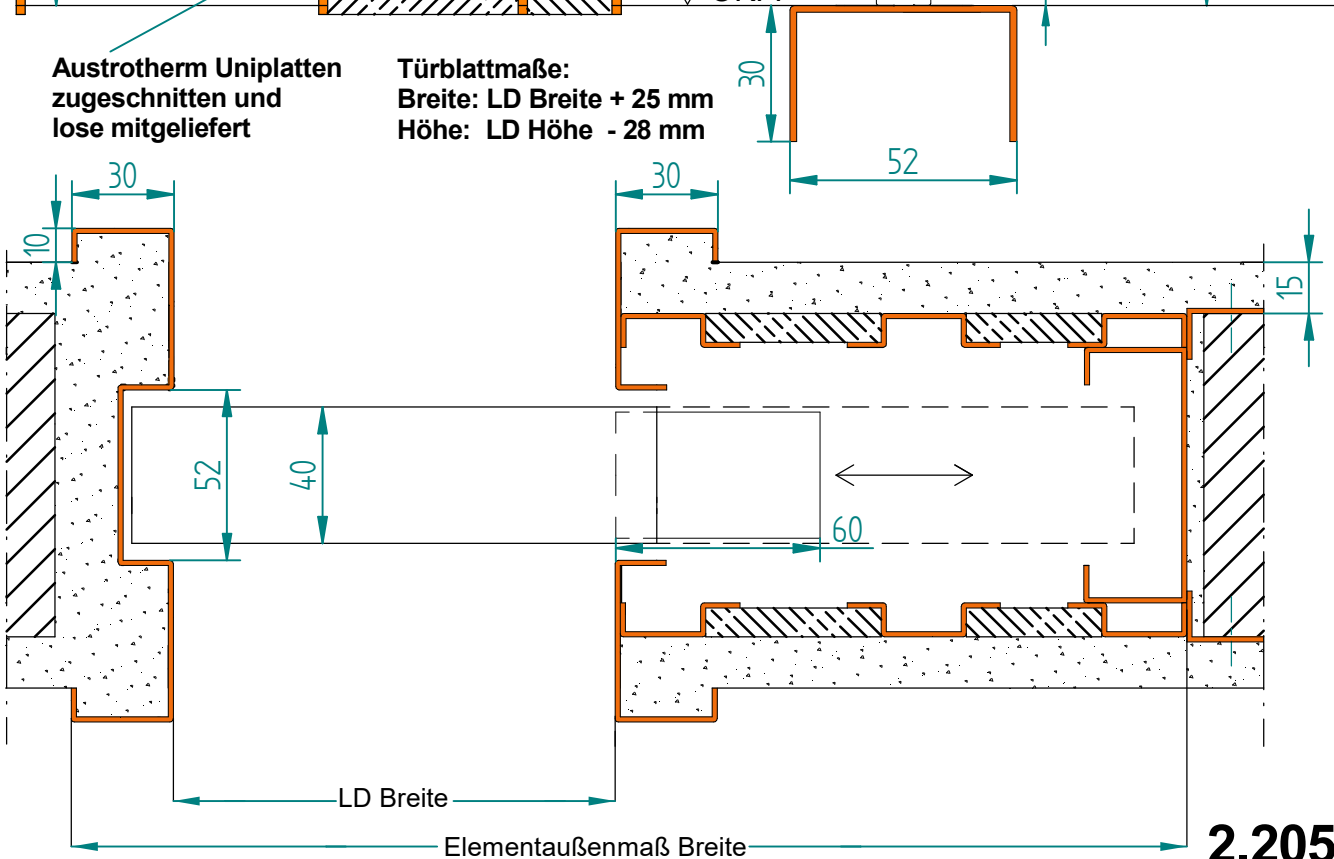 Austrotherm Uniplatten
zugeschnitten und
lose mitgeliefert
Türblattmaße:
Breite: LD Breite + 25 mm
Höhe: LD Höhe - 28 mm
30
52
30
30
10
15
52
40
60
LD Breite
Elementaußenmaß Breite
2.205